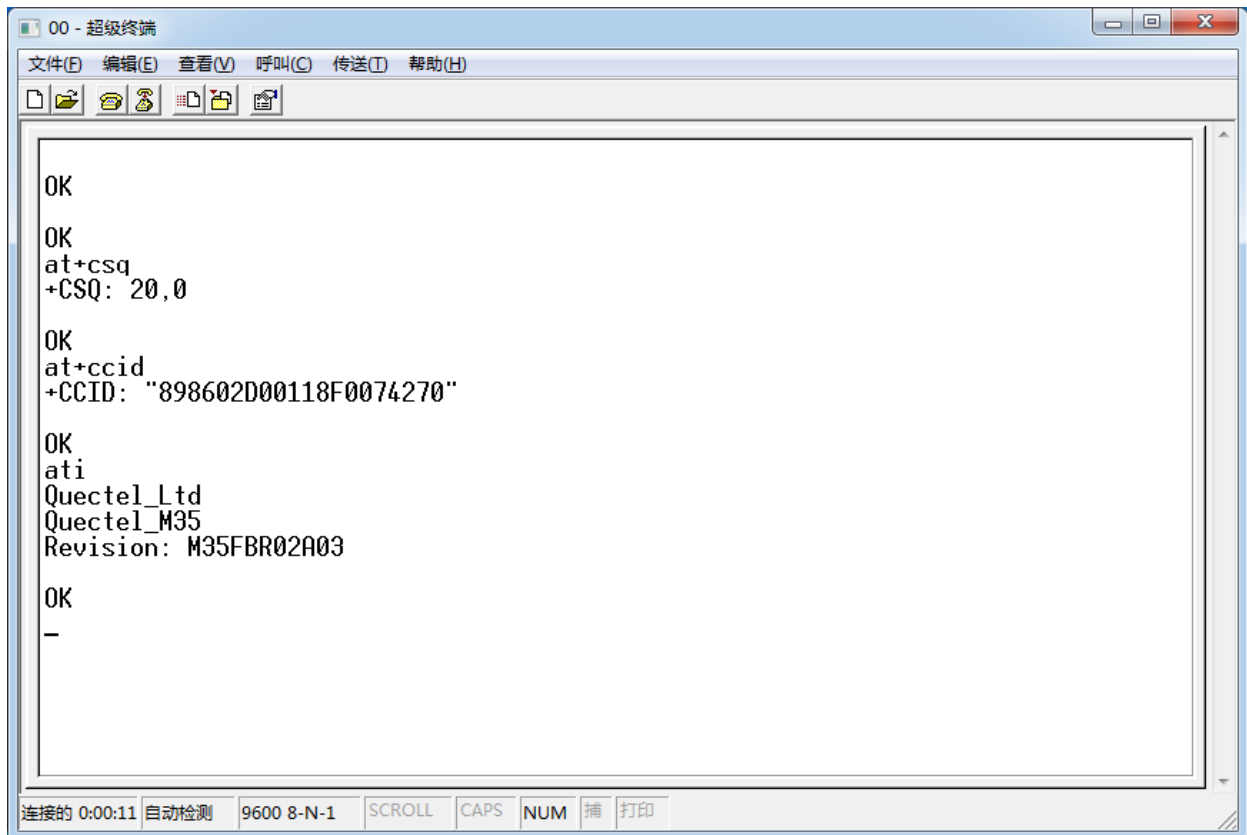 00 - 超级终端
文件(F) 编辑(E) 查看(V) 呼叫(C) 传送(T) 帮助(H)
OK
OK
at+csq
+CSQ: 20,0
OK
at+ccid
+CCID: "898602D00118F0074270"
OK
ati
Quectel_Ltd
Quectel_M35
Revision: M35FBR02A03
OK
_
连接的 0:00:11 自动检测 9600 8-N-1 SCROLL CAPS NUM 捕 打印